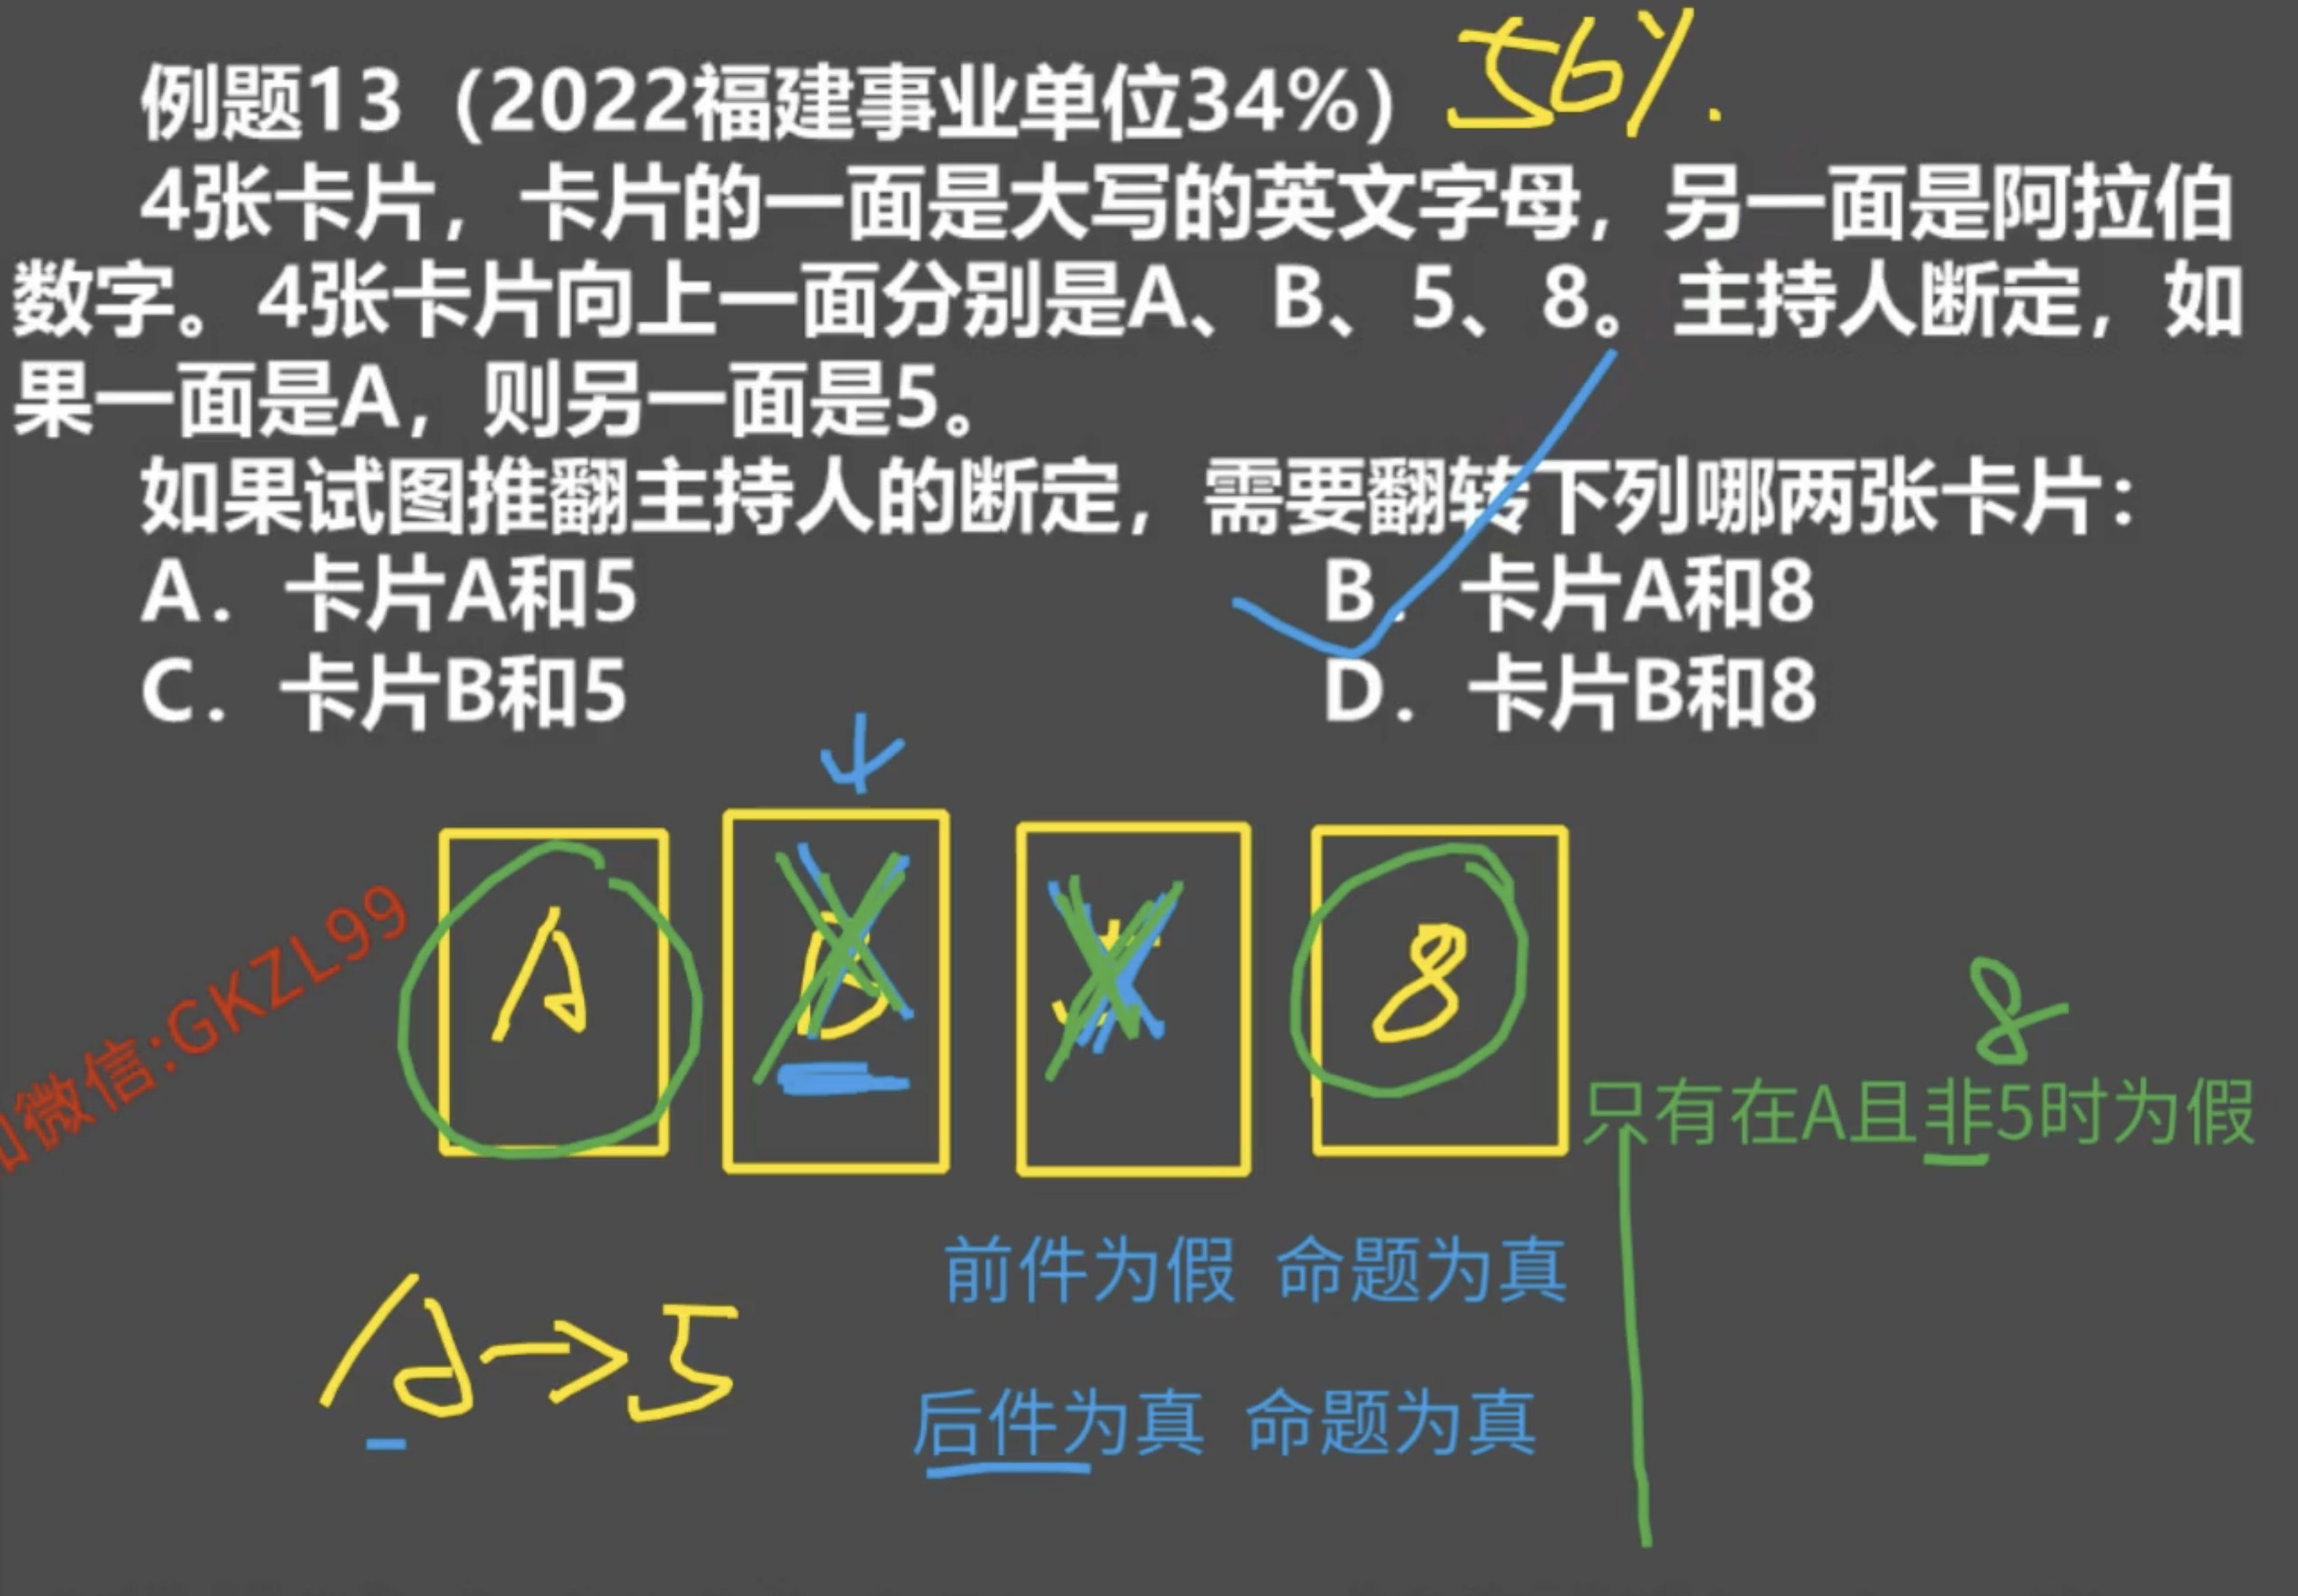 例题13（2022福建事业单位34%） 56%.
4张卡片，卡片的一面是大写的英文字母，另一面是阿拉伯
数字。4张卡片向上一面分别是A、B、5、8。主持人断定，如
果一面是A，则另一面是5。
如果试图推翻主持人的断定，需要翻转下列哪两张卡片：
A．卡片A和5 B．卡片A和8
C．卡片B和5 D．卡片B和8
A B 5 8
微信:GKZL99
8
只有在A且非5时为假
前件为假 命题为真
A→5
后件为真 命题为真